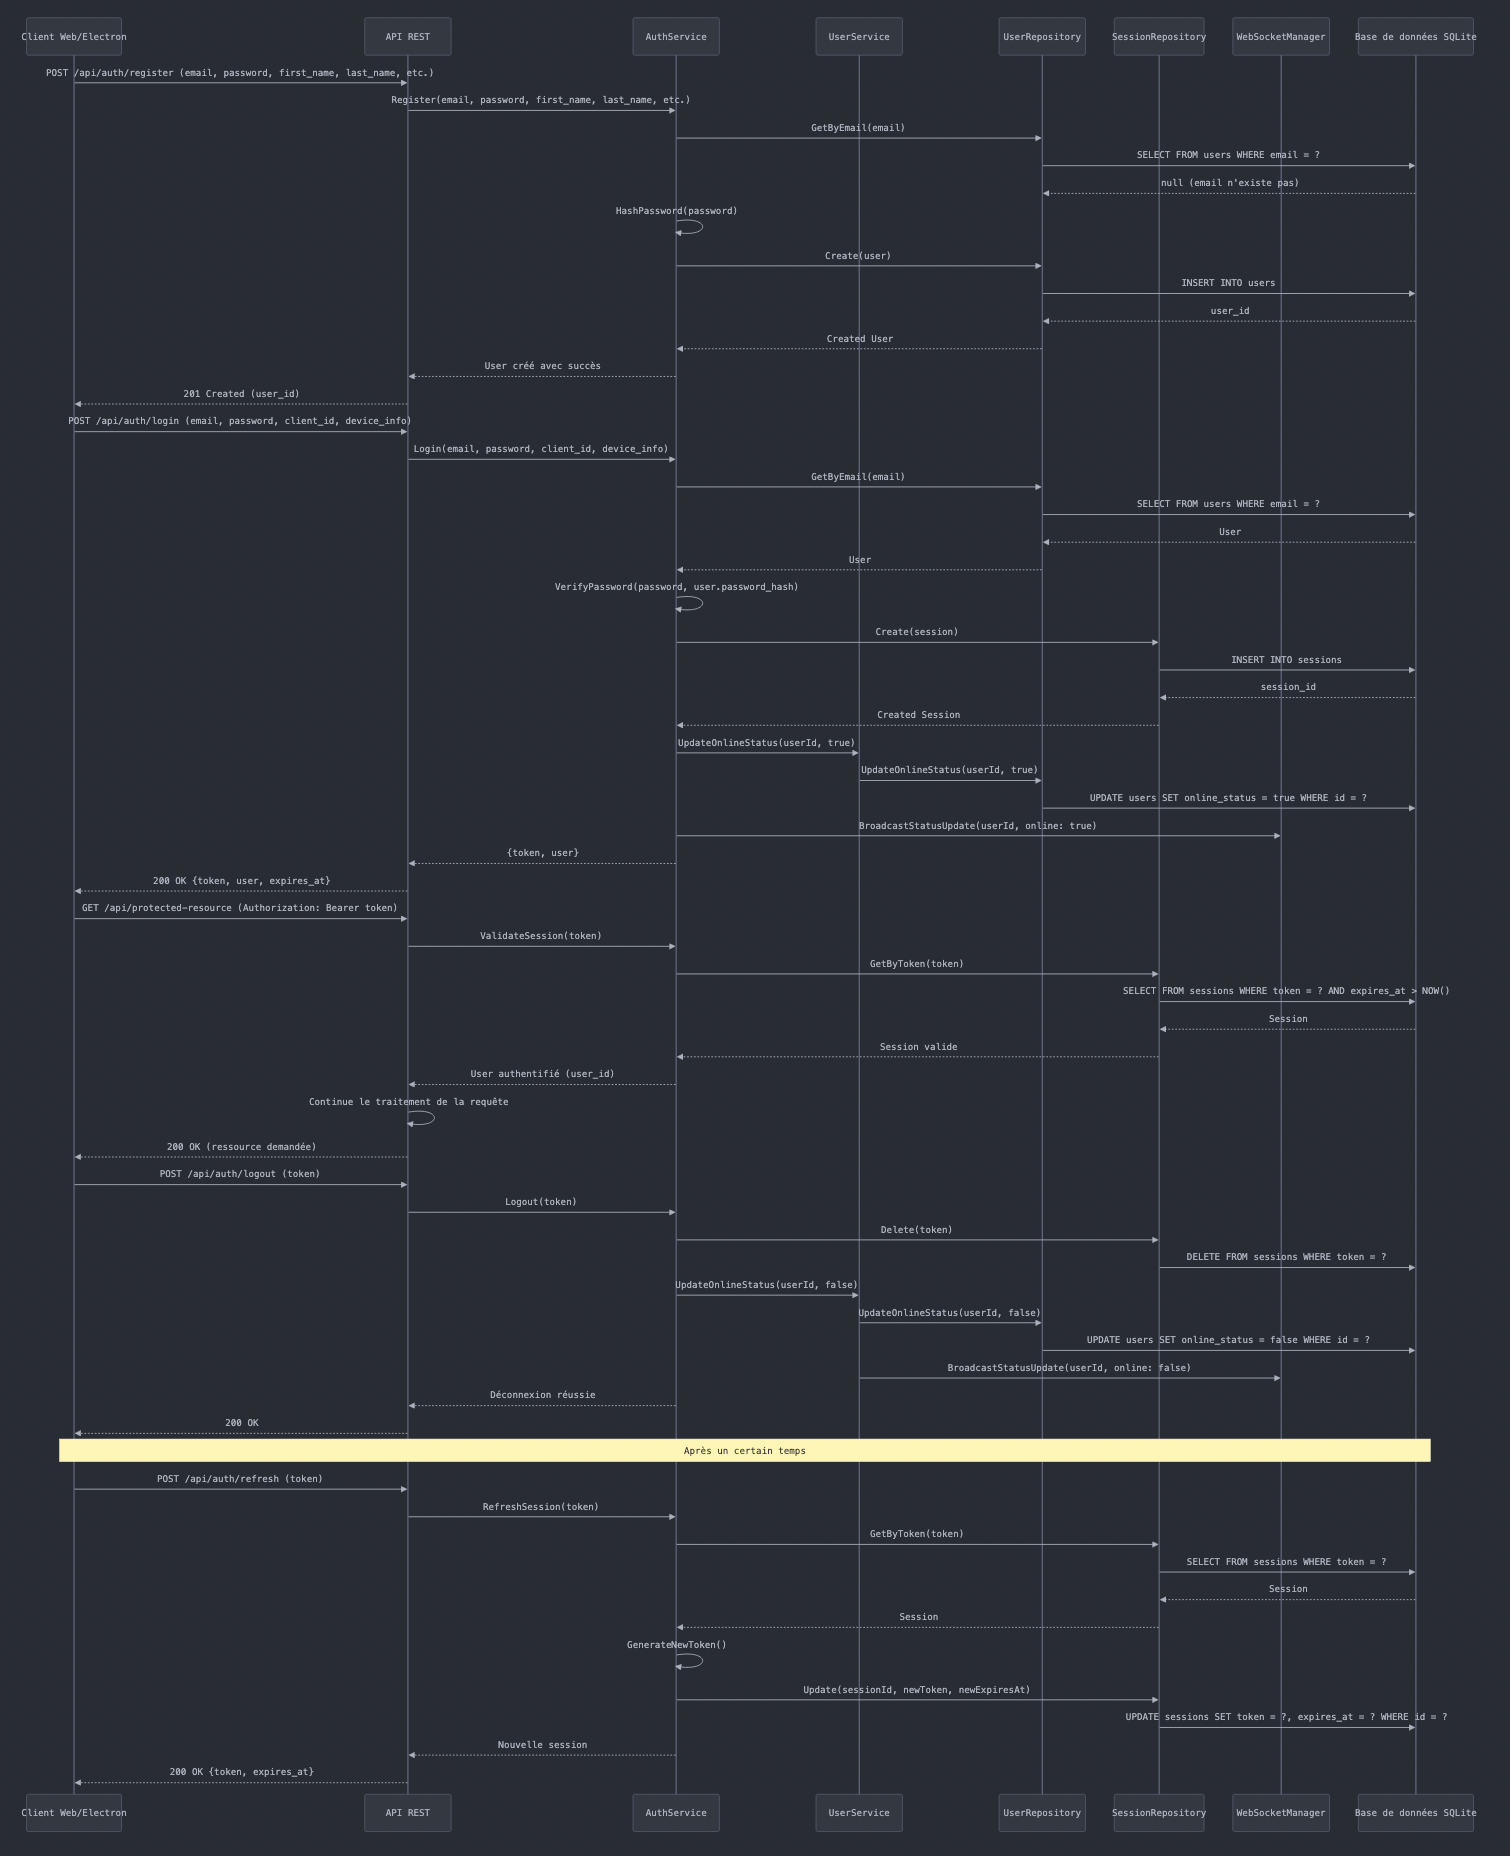 Client Web/Electron
API REST
AuthService
UserService
UserRepository
SessionRepository
WebSocketManager
Base de données SQLite
POST /api/auth/register (email, password, first_name, last_name, etc.)
Register(email, password, first_name, last_name, etc.)
GetByEmail(email)
SELECT FROM users WHERE email = ?
null (email n'existe pas)
HashPassword(password)
Create(user)
INSERT INTO users
user_id
Created User
User créé avec succès
201 Created (user_id)
POST /api/auth/login (email, password, client_id, device_info)
Login(email, password, client_id, device_info)
GetByEmail(email)
SELECT FROM users WHERE email = ?
User
User
VerifyPassword(password, user.password_hash)
Create(session)
INSERT INTO sessions
session_id
Created Session
UpdateOnlineStatus(userId, true)
UpdateOnlineStatus(userId, true)
UPDATE users SET online_status = true WHERE id = ?
BroadcastStatusUpdate(userId, online: true)
{token, user}
200 OK {token, user, expires_at}
GET /api/protected-resource (Authorization: Bearer token)
ValidateSession(token)
GetByToken(token)
SELECT FROM sessions WHERE token = ? AND expires_at > NOW()
Session
Session valide
User authentifié (user_id)
Continue le traitement de la requête
200 OK (ressource demandée)
POST /api/auth/logout (token)
Logout(token)
Delete(token)
DELETE FROM sessions WHERE token = ?
UpdateOnlineStatus(userId, false)
UpdateOnlineStatus(userId, false)
UPDATE users SET online_status = false WHERE id = ?
BroadcastStatusUpdate(userId, online: false)
Déconnexion réussie
200 OK
Après un certain temps
POST /api/auth/refresh (token)
RefreshSession(token)
GetByToken(token)
SELECT FROM sessions WHERE token = ?
Session
Session
GenerateNewToken()
Update(sessionId, newToken, newExpiresAt)
UPDATE sessions SET token = ?, expires_at = ? WHERE id = ?
Nouvelle session
200 OK {token, expires_at}
Client Web/Electron
API REST
AuthService
UserService
UserRepository
SessionRepository
WebSocketManager
Base de données SQLite